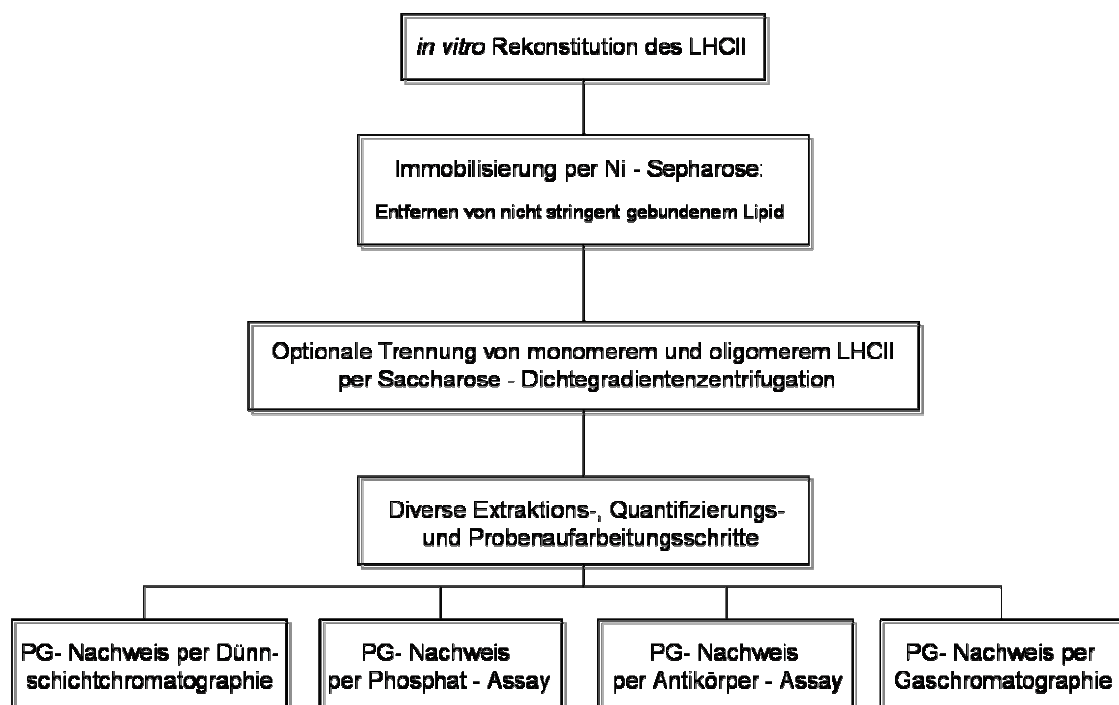 in vitro Rekonstitution des LHCII
Immobilisierung per Ni - Sepharose:
Entfernen von nicht stringent gebundenem Lipid
Optionale Trennung von monomerem und oligomerem LHCII
per Saccharose - Dichtegradientenzentrifugation
Diverse Extraktions-, Quantifizierungs-
und Probenaufarbeitungsschritte
PG- Nachweis per Dünn-
schichtchromatographie
PG- Nachweis
per Phosphat - Assay
PG- Nachweis
per Antikörper - Assay
PG- Nachweis per
Gaschromatographie